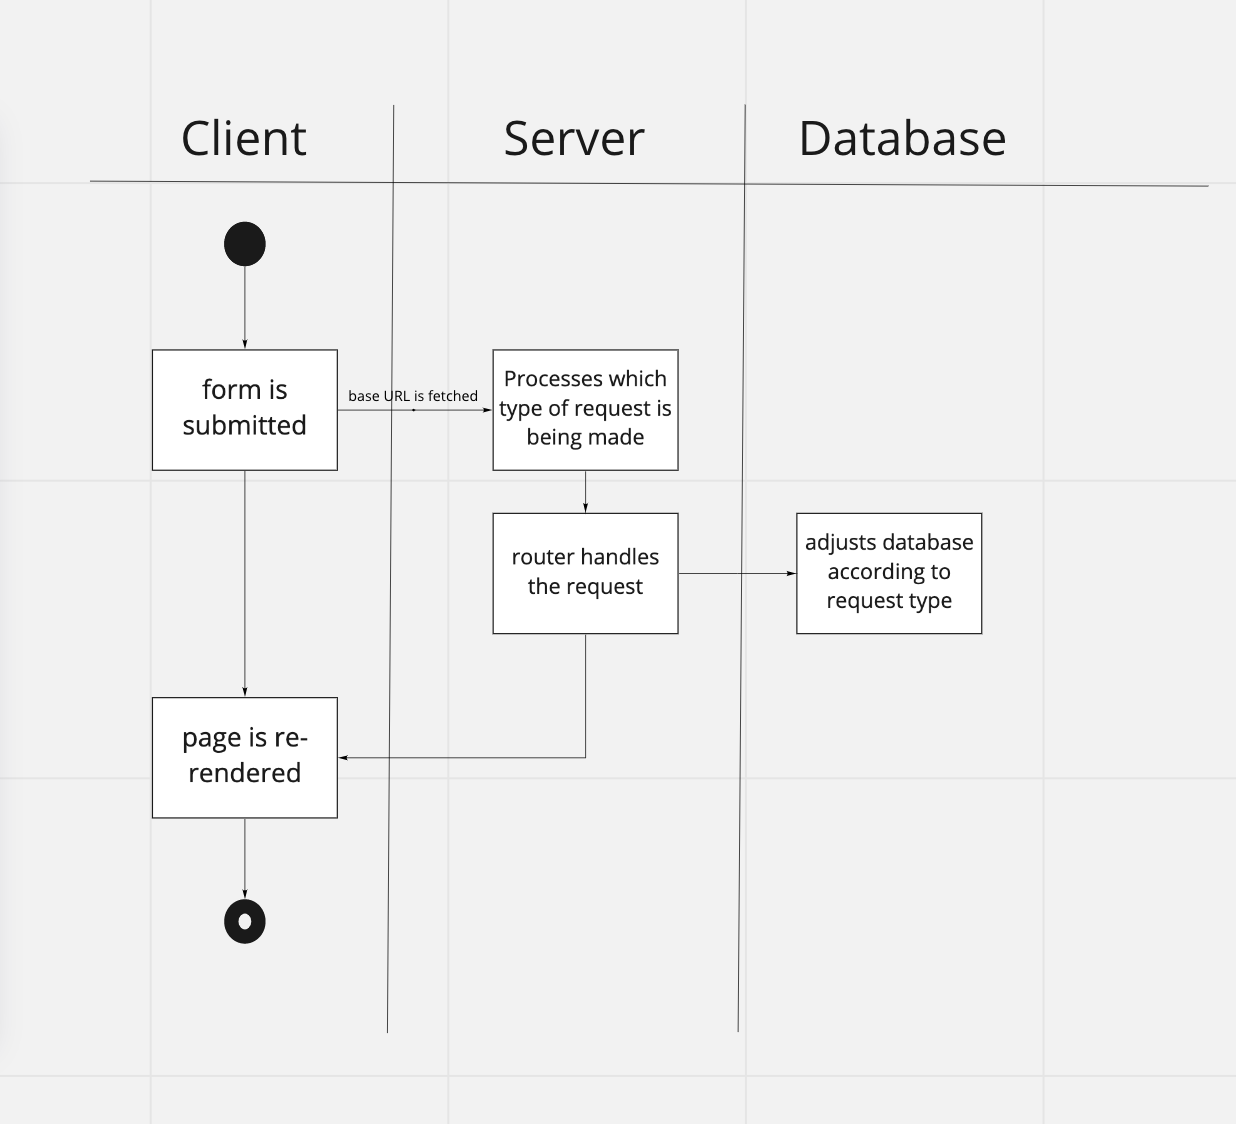 Client
Server
Database
form is
submitted
base URL is fetched
Processes which
type of request is
being made
router handles
the request
adjusts database
according to
request type
page is re-
rendered